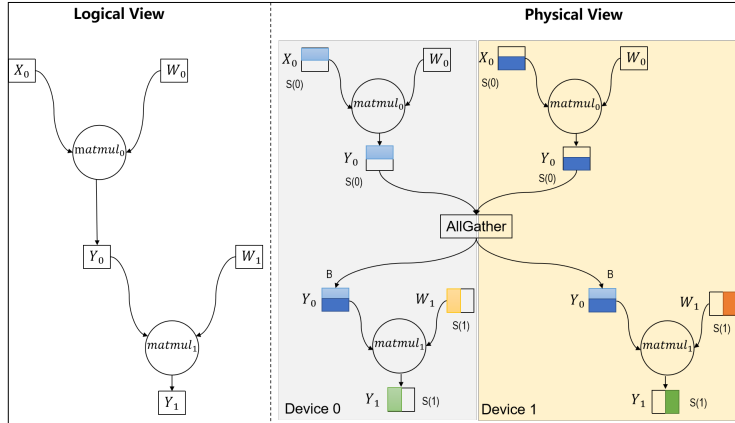 Logical View
X₀
W₀
matmul₀
Y₀
W₁
matmul₁
Y₁
Physical View
X₀
S(0)
W₀
matmul₀
Y₀
S(0)
X₀
S(0)
W₀
matmul₀
Y₀
S(0)
AllGather
B
Y₀
W₁
S(1)
matmul₁
Y₁
S(1)
Device 0
B
Y₀
W₁
S(1)
matmul₁
Y₁
S(1)
Device 1